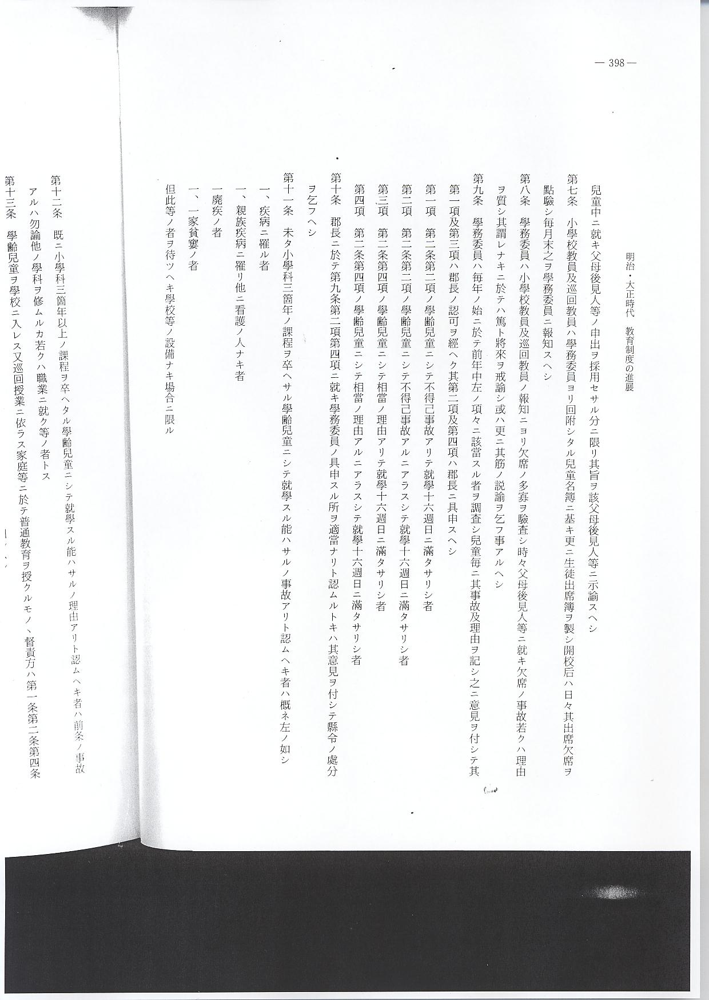 ― 398 ―
明治・大正時代　教育制度の進展
兒童中ニ就キ父母後見人等ノ申出ヲ採用セサル分ニ限リ其旨ヲ該父母後見人等ニ示諭スヘシ
第七条　小學校教員及巡回教員ハ學務委員ヨリ回附シタル兒童名簿ニ基キ更ニ生徒出席簿ヲ製シ開校后ハ日々其出席欠席ヲ
點驗シ毎月末之ヲ學務委員ニ報知スヘシ
第八条　學務委員ハ小學校教員及巡回教員ノ報知ニヨリ欠席ノ多寡ヲ驗査シ時々父母後見人等ニ就キ欠席ノ事故若クハ理由
ヲ質シ其謂レナキニ於テハ篤ト將來ヲ戒諭シ或ハ更ニ其筋ノ説諭ヲ乞フ事アルヘシ
第九条　學務委員ハ毎年ノ始ニ於テ前年中左ノ項々ニ該當スル者ヲ調査シ兒童毎ニ其事故及理由ヲ記シ之ニ意見ヲ付シテ其
第一項及第三項ハ郡長ノ認可ヲ經ヘク其第二項及第四項ハ郡長ニ具申スヘシ
第一項　第二条第二項ノ學齢兒童ニシテ不得己事故アリテ就學十六週日ニ滿タサリシ者
第二項　第二条第二項ノ學齢兒童ニシテ不得己事故アルニアラスシテ就學十六週日ニ滿タサリシ者
第三項　第二条第四項ノ學齢兒童ニシテ相當ノ理由アリテ就學十六週日ニ滿タサリシ者
第四項　第二条第四項ノ學齢兒童ニシテ相當ノ理由アルニアラスシテ就學十六週日ニ滿タサリシ者
第十条　郡長ニ於テ第九条第二項第四項ニ就キ學務委員ノ具申スル所ヲ適當ナリト認ムルトキハ其意見ヲ付シテ縣令ノ處分
ヲ乞フヘシ
第十一条　未タ小學科三箇年ノ課程ヲ卒ヘサル學齢兒童ニシテ就學スル能ハサルノ事故アリト認ムヘキ者ハ概ネ左ノ如シ
一、疾病ニ罹ル者
一、親族疾病ニ罹リ他ニ看護ノ人ナキ者
一廃疾ノ者
一、一家貧窶ノ者
但此等ノ者ヲ待ツヘキ學校等ノ設備ナキ場合ニ限ル
第十二条　既ニ小學科三箇年以上ノ課程ヲ卒ヘタル學齢兒童ニシテ就學スル能ハサルノ理由アリト認ムヘキ者ハ前条ノ事故
アルハ勿論他ノ學科ヲ修ムルカ若クハ職業ニ就ク等ノ者トス
第十三条　學齢兒童ヲ學校ニ入レス又巡回授業ニ依ラス家庭等ニ於テ普通教育ヲ授クルモノヽ督責方ハ第一条第二条第四条